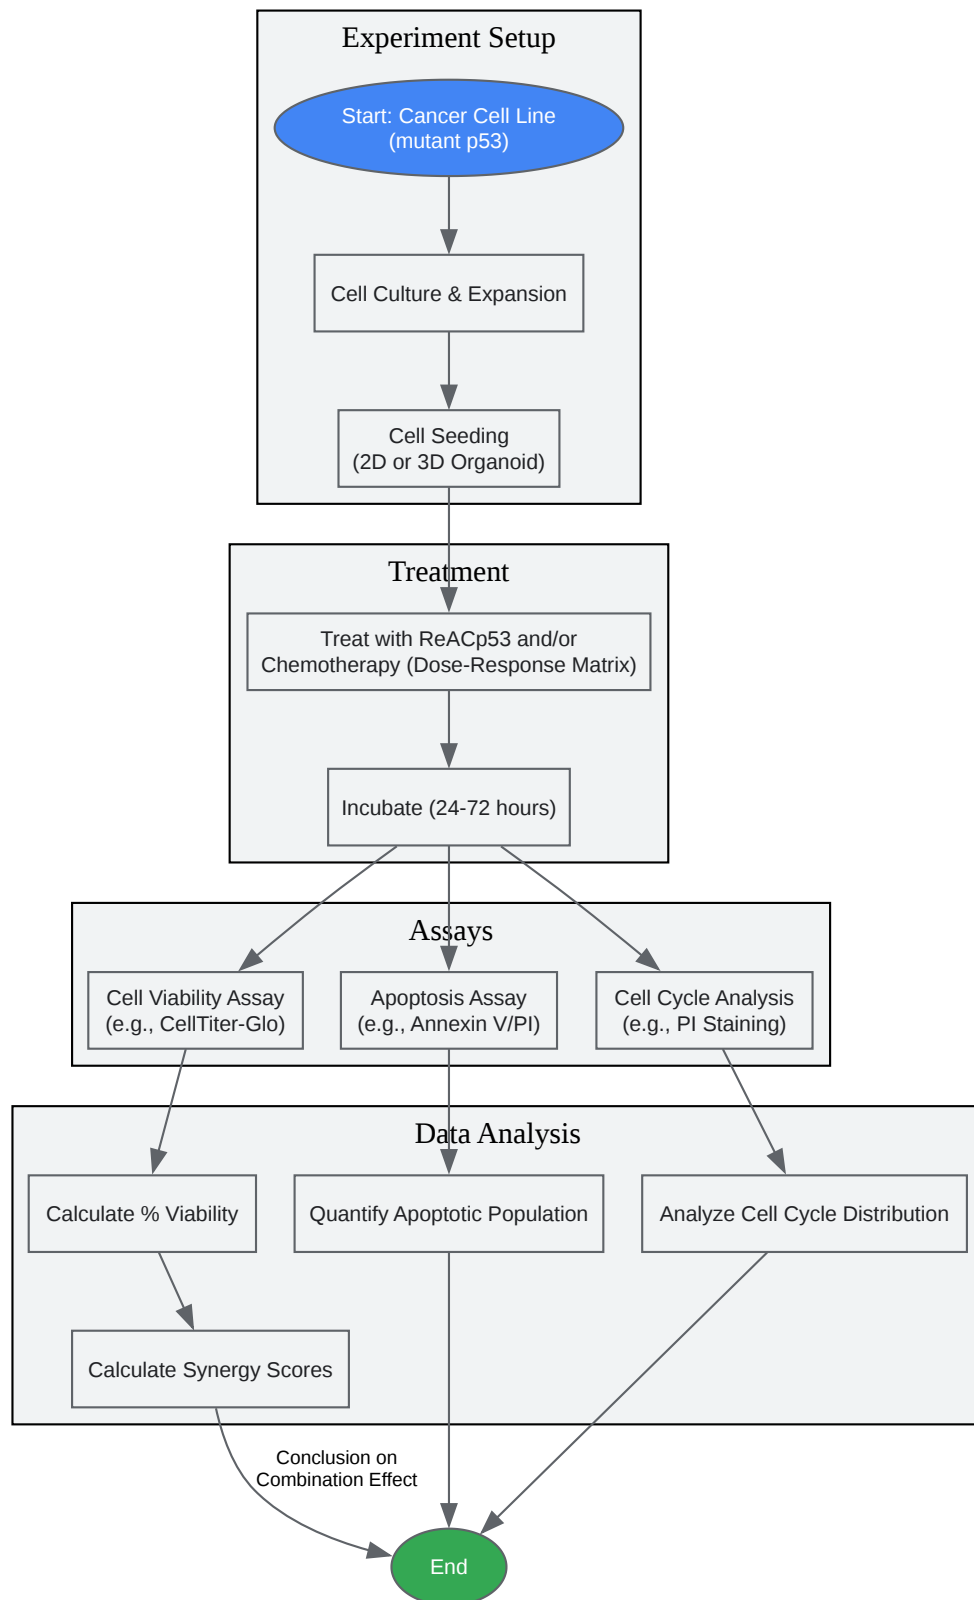 Experiment Setup
Start: Cancer Cell Line
(mutant p53)
Cell Culture & Expansion
Cell Seeding
(2D or 3D Organoid)
Treatment
Treat with ReACp53 and/or
Chemotherapy (Dose-Response Matrix)
Incubate (24-72 hours)
Assays
Cell Viability Assay
(e.g., CellTiter-Glo)
Apoptosis Assay
(e.g., Annexin V/PI)
Cell Cycle Analysis
(e.g., PI Staining)
Data Analysis
Calculate % Viability
Quantify Apoptotic Population
Analyze Cell Cycle Distribution
Calculate Synergy Scores
Conclusion on
Combination Effect
End